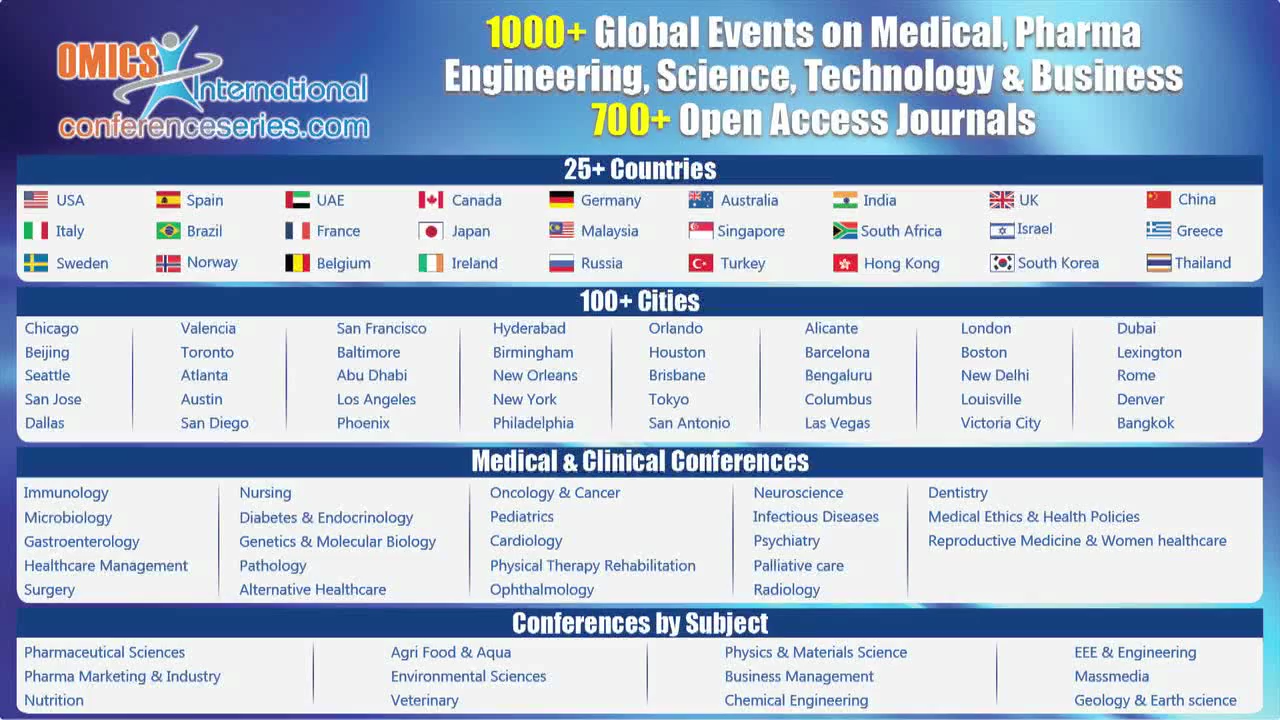 OMICS
International
conferenceseries.com
1000+ Global Events on Medical, Pharma
Engineering, Science, Technology & Business
700+ Open Access Journals
25+ Countries
USA Spain UAE Canada Germany Australia India UK China
Italy Brazil France Japan Malaysia Singapore South Africa Israel Greece
Sweden Norway Belgium Ireland Russia Turkey Hong Kong South Korea Thailand
100+ Cities
Chicago Valencia San Francisco Hyderabad Orlando Alicante London Dubai
Beijing Toronto Baltimore Birmingham Houston Barcelona Boston Lexington
Seattle Atlanta Abu Dhabi New Orleans Brisbane Bengaluru New Delhi Rome
San Jose Austin Los Angeles New York Tokyo Columbus Louisville Denver
Dallas San Diego Phoenix Philadelphia San Antonio Las Vegas Victoria City Bangkok
Medical & Clinical Conferences
Immunology Nursing Oncology & Cancer Neuroscience Dentistry
Microbiology Diabetes & Endocrinology Pediatrics Infectious Diseases Medical Ethics & Health Policies
Gastroenterology Genetics & Molecular Biology Cardiology Psychiatry Reproductive Medicine & Women healthcare
Healthcare Management Pathology Physical Therapy Rehabilitation Palliative care
Surgery Alternative Healthcare Ophthalmology Radiology
Conferences by Subject
Pharmaceutical Sciences Agri Food & Aqua Physics & Materials Science EEE & Engineering
Pharma Marketing & Industry Environmental Sciences Business Management Massmedia
Nutrition Veterinary Chemical Engineering Geology & Earth science